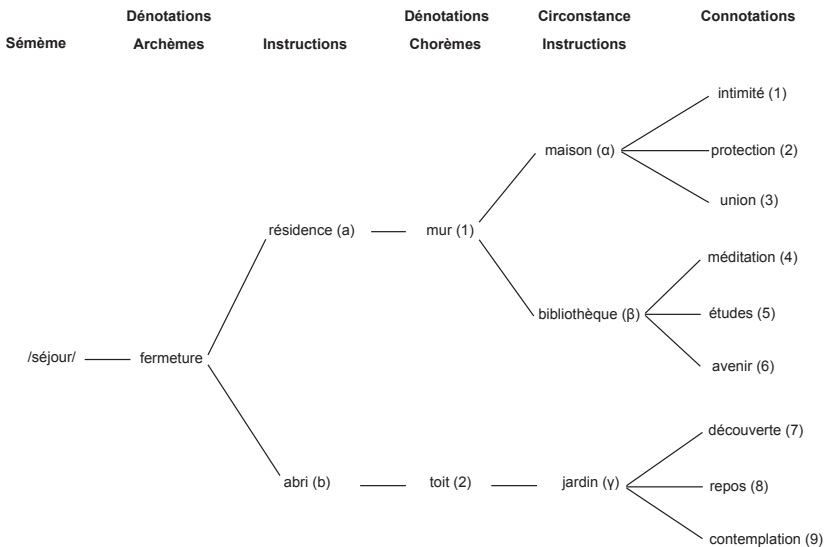 Dénotations Dénotations Circonstance Connotations
Sémème Archèmes Instructions Chorèmes Instructions
intimité (1)
maison (α) protection (2)
union (3)
résidence (a) mur (1)
méditation (4)
bibliothèque (β) études (5)
/séjour/ fermeture
avenir (6)
découverte (7)
abri (b) toit (2) jardin (γ) repos (8)
contemplation (9)